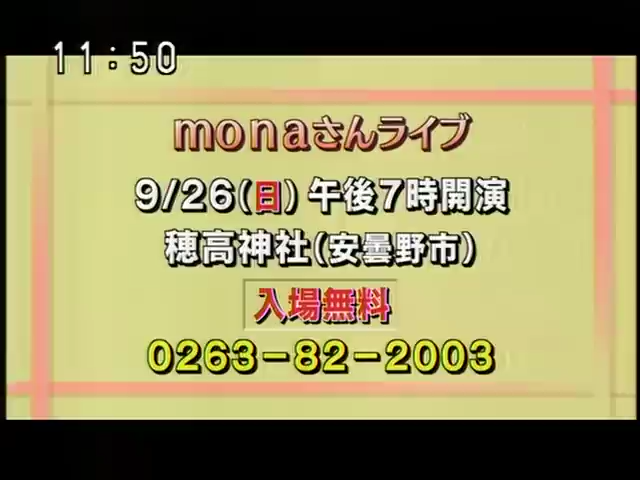 11:50
monaさんライブ
9/26(日) 午後7時開演
穂高神社(安曇野市)
入場無料
0263-82-2003